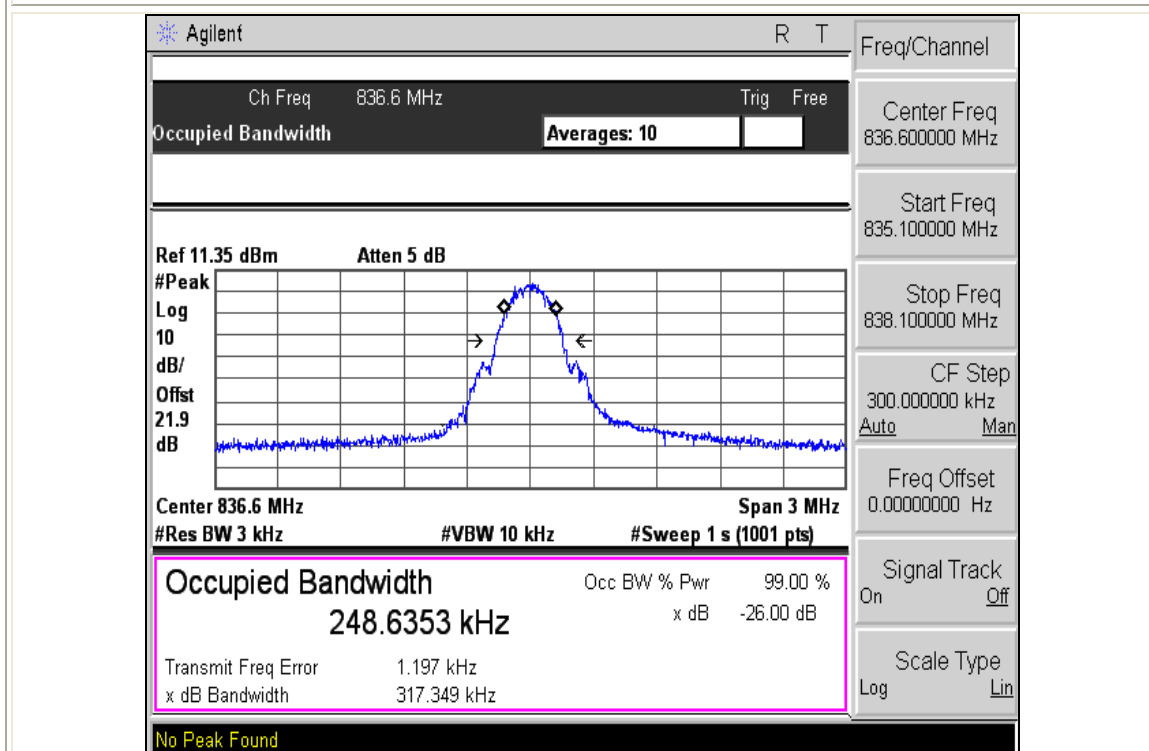 Agilent R T
Freq/Channel
Ch Freq 836.6 MHz Trig Free
Occupied Bandwidth Averages: 10
Center Freq
836.600000 MHz
Start Freq
835.100000 MHz
Ref 11.35 dBm Atten 5 dB
#Peak
Log
10
dB/
Offst
21.9
dB
Stop Freq
838.100000 MHz
CF Step
300.000000 kHz
Auto Man
Center 836.6 MHz Span 3 MHz
#Res BW 3 kHz #VBW 10 kHz #Sweep 1 s (1001 pts)
Freq Offset
0.00000000 Hz
Occupied Bandwidth
248.6353 kHz
Occ BW % Pwr 99.00 %
x dB -26.00 dB
Transmit Freq Error 1.197 kHz
x dB Bandwidth 317.349 kHz
Signal Track
On Off
Scale Type
Log Lin
No Peak Found